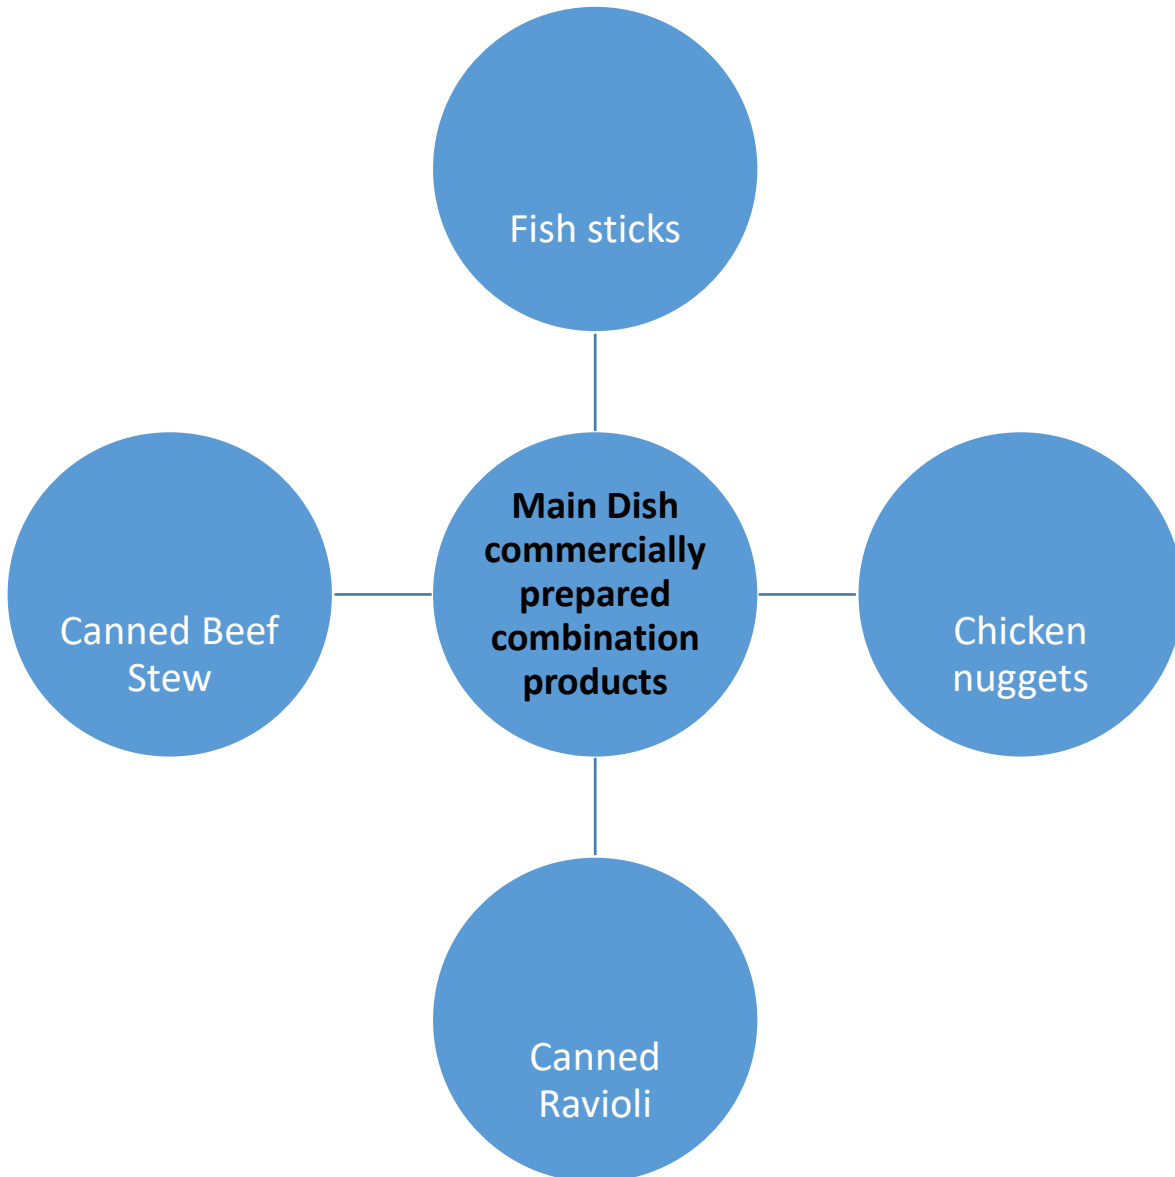 Fish sticks
Main Dish
commercially
prepared
combination
products
Canned Beef
Stew
Chicken
nuggets
Canned
Ravioli